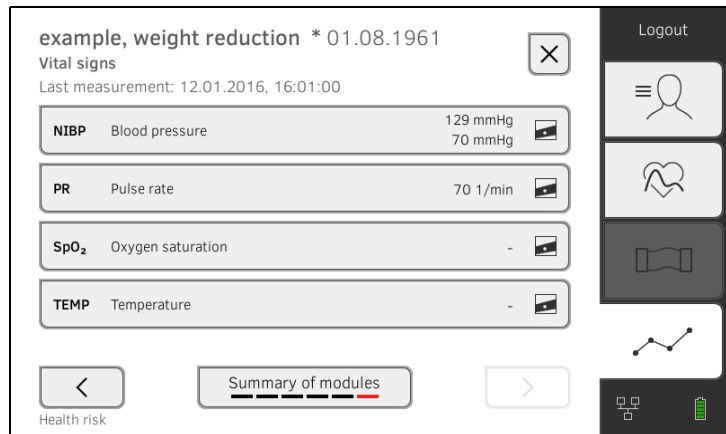 example, weight reduction * 01.08.1961
Logout
Vital signs
Last measurement: 12.01.2016, 16:01:00
NIBP Blood pressure 129 mmHg
70 mmHg
PR Pulse rate 70 1/min
SpO₂ Oxygen saturation -
TEMP Temperature -
Summary of modules
Health risk